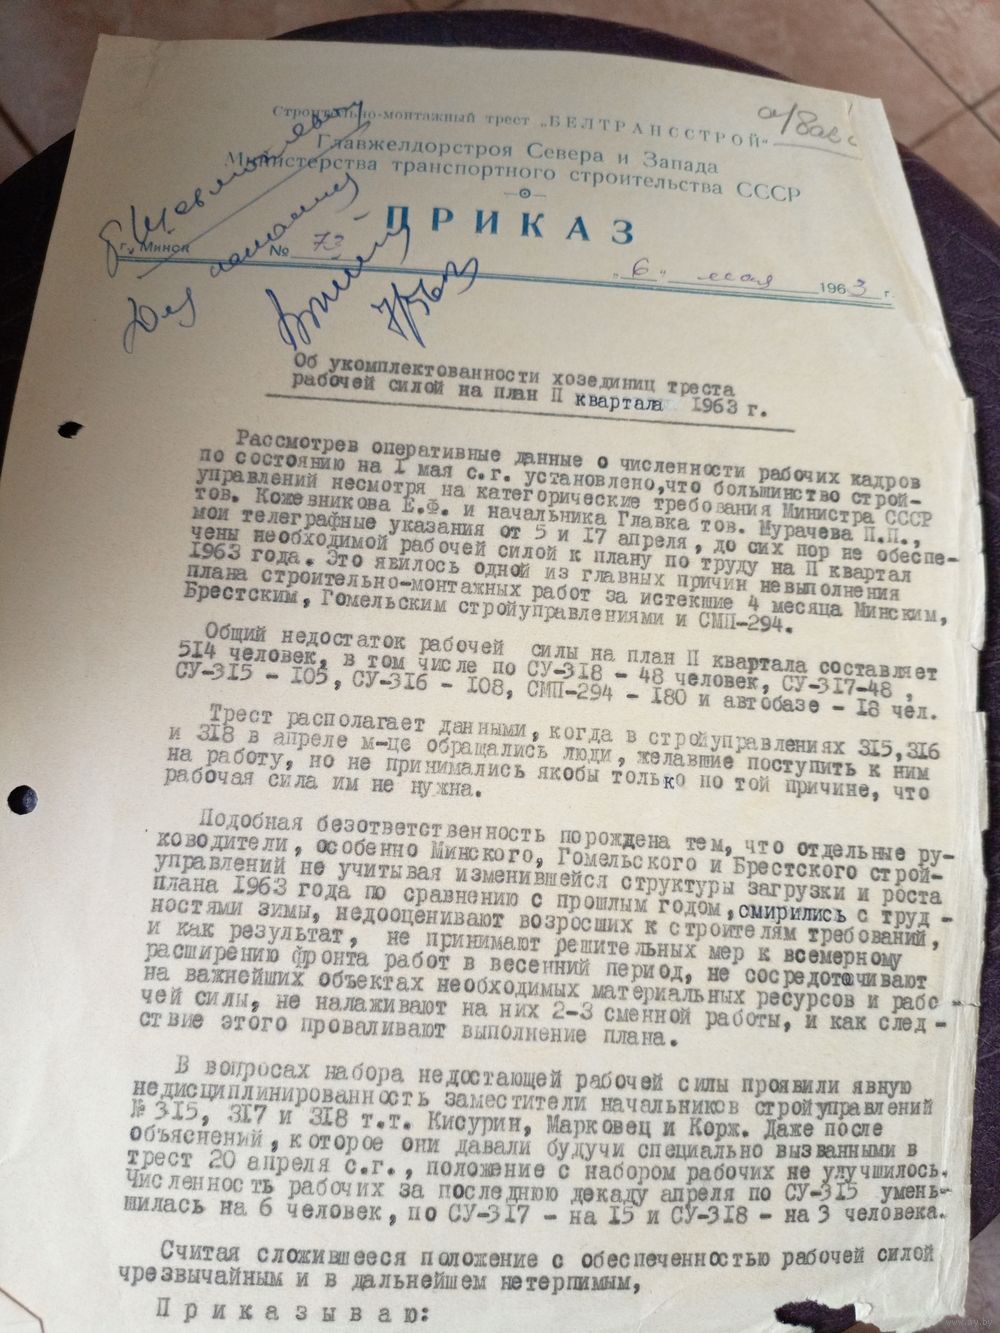 Строительно-монтажный трест „БЕЛТРАНССТРОЙ“
Главжелдорстроя Севера и Запада
Министерства транспортного строительства СССР
ПРИКАЗ
г. Минск № 73
„6“ мая 1963 г.
Об укомплектованности хозединиц треста
рабочей силой на план II квартала 1963 г.
Рассмотрев оперативные данные о численности рабочих кадров
по состоянию на 1 мая с.г. установлено,что большинство строй-
управлений несмотря на категорические требования Министра СССР
тов. Кожевникова Е.Ф. и начальника Главка тов. Мурачева П.П.,
мои телеграфные указания от 5 и 17 апреля, до сих пор не обеспе-
чены необходимой рабочей силой к плану по труду на II квартал
1963 года. Это явилось одной из главных причин невыполнения
плана строительно-монтажных работ за истекшие 4 месяца Минским,
Брестским, Гомельским стройуправлениями и СМП-294.
Общий недостаток рабочей силы на план II квартала составляет
514 человек, в том числе по СУ-318 - 48 человек, СУ-317-48 ,
СУ-315 - 105, СУ-316 - 108, СМП-294 - 180 и автобазе - 18 чел.
Трест располагает данными, когда в стройуправлениях 315,316
и 318 в апреле м-це обращались люди, желавшие поступить к ним
на работу, но не принимались якобы только по той причине, что
рабочая сила им не нужна.
Подобная безответственность порождена тем, что отдельные ру-
ководители, особенно Минского, Гомельского и Брестского строй-
управлений не учитывая изменившейся структуры загрузки и роста
плана 1963 года по сравнению с прошлым годом,смирились с труд -
ностями зимы, недооценивают возросших к строителям требований,
и как результат, не принимают решительных мер к всемерному
расширению фронта работ в весенний период, не сосредотачивают
на важнейших объектах необходимых материальных ресурсов и рабо -
чей силы, не налаживают на них 2-3 сменной работы, и как след -
ствие этого проваливают выполнение плана.
В вопросах набора недостающей рабочей силы проявили явную
недисциплинированность заместители начальников стройуправлений
№ 315, 317 и 318 т.т. Кисурин, Марковец и Корж. Даже после
объяснений, которое они давали будучи специально вызванными в
трест 20 апреля с.г., положение с набором рабочих не улучшилось.
Численность рабочих за последнюю декаду апреля по СУ-315 умень-
шилась на 6 человек, по СУ-317 - на 15 и СУ-318 - на 3 человека.
Считая сложившееся положение с обеспеченностью рабочей силой
чрезвычайным и в дальнейшем нетерпимым,
Приказываю:
www.ay.by